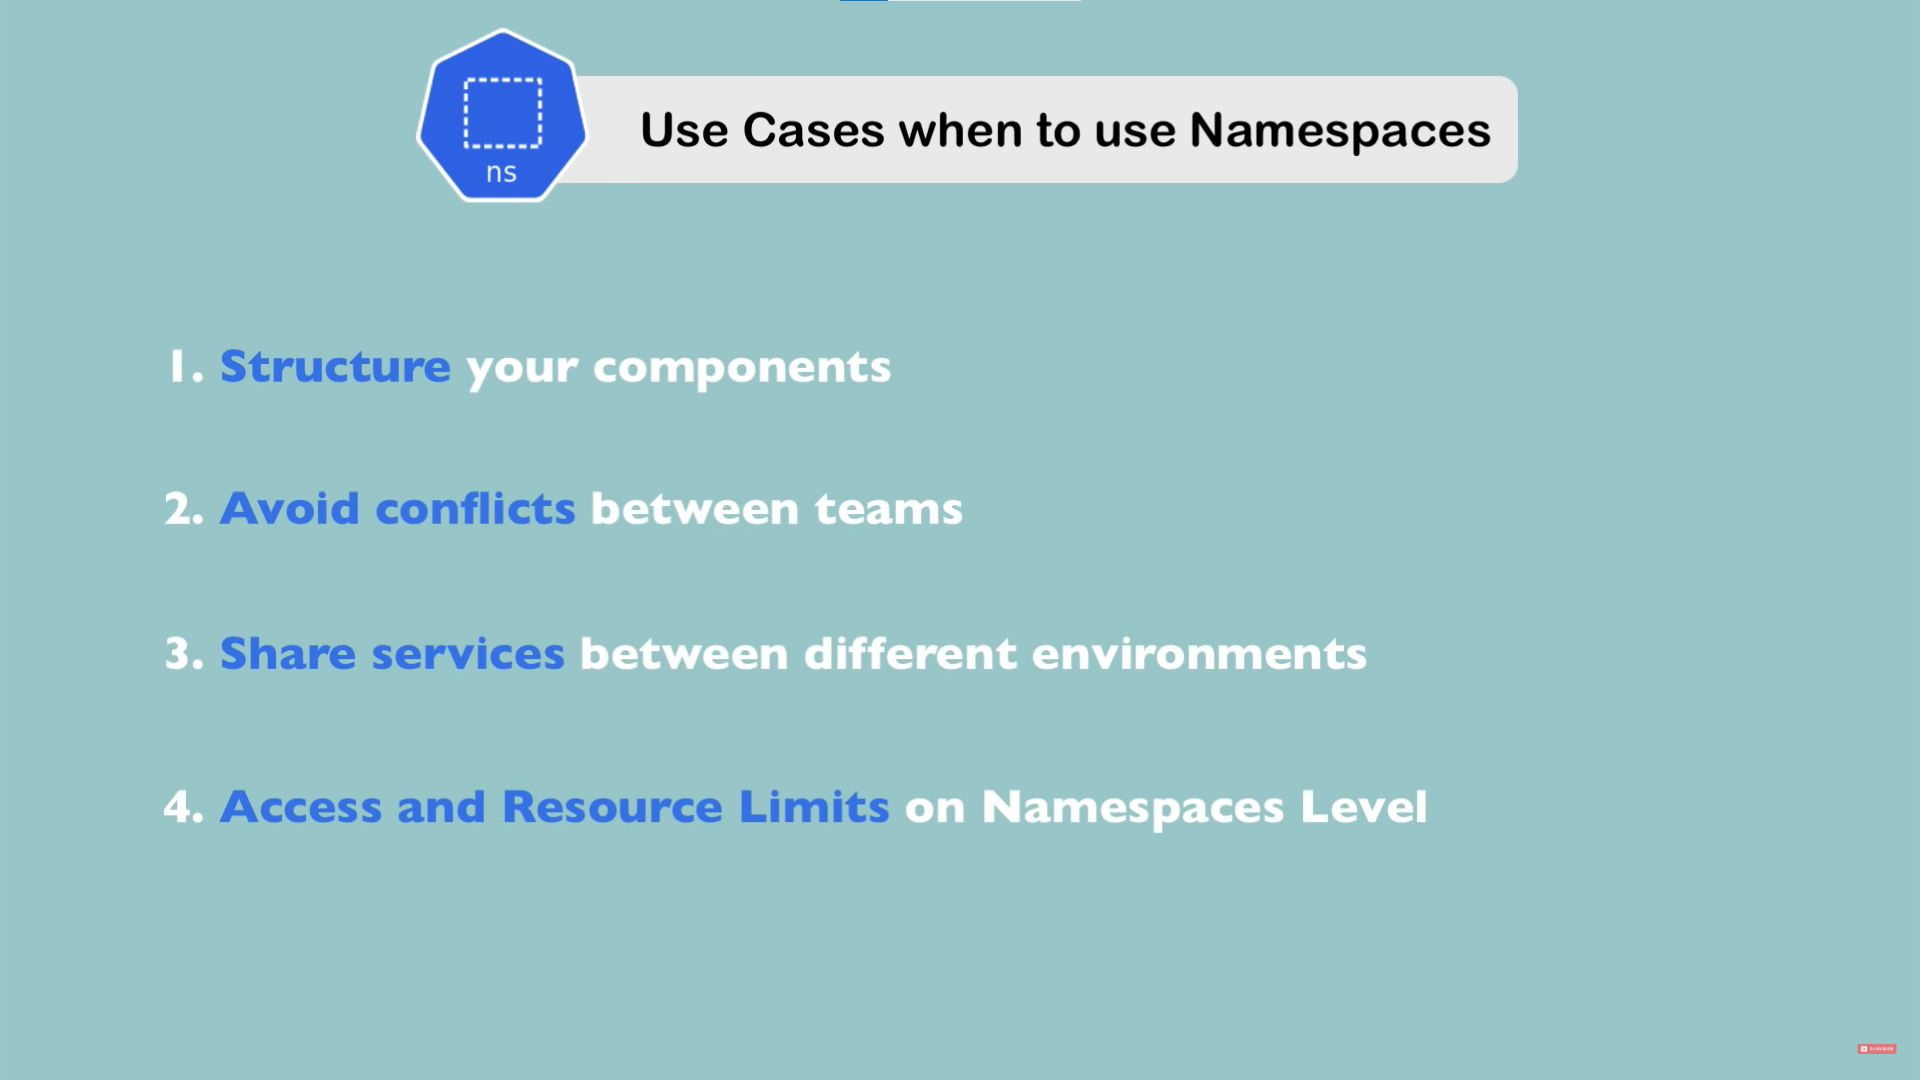 ns
Use Cases when to use Namespaces
1. Structure your components
2. Avoid conflicts between teams
3. Share services between different environments
4. Access and Resource Limits on Namespaces Level
SUBSCRIBE